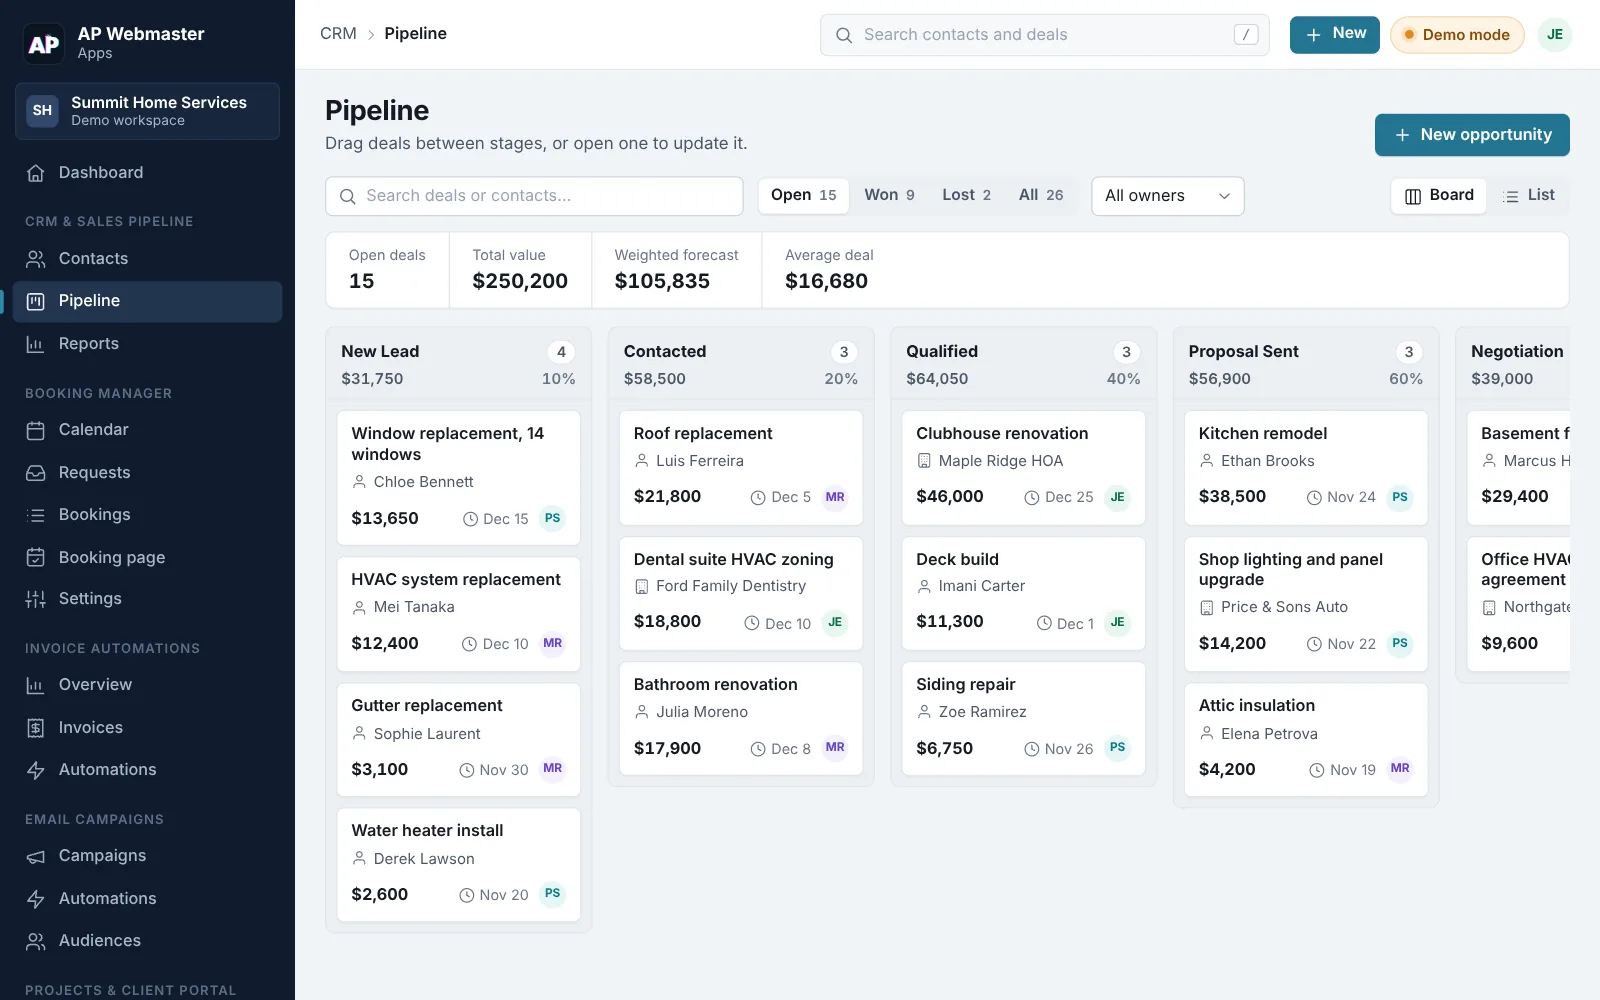 AP
AP Webmaster
Apps
SH
Summit Home Services
Demo workspace
Dashboard
CRM & SALES PIPELINE
Contacts
Pipeline
Reports
BOOKING MANAGER
Calendar
Requests
Bookings
Booking page
Settings
INVOICE AUTOMATIONS
Overview
Invoices
Automations
EMAIL CAMPAIGNS
Campaigns
Automations
Audiences
PROJECTS & CLIENT PORTAL
CRM > Pipeline
Search contacts and deals /
+ New
Demo mode
JE
Pipeline
Drag deals between stages, or open one to update it.
+ New opportunity
Search deals or contacts...
Open 15 Won 9 Lost 2 All 26
All owners
Board List
Open deals
15
Total value
$250,200
Weighted forecast
$105,835
Average deal
$16,680
New Lead 4
$31,750 10%
Window replacement, 14
windows
Chloe Bennett
$13,650 Dec 15 PS
HVAC system replacement
Mei Tanaka
$12,400 Dec 10 MR
Gutter replacement
Sophie Laurent
$3,100 Nov 30 MR
Water heater install
Derek Lawson
$2,600 Nov 20 PS
Contacted 3
$58,500 20%
Roof replacement
Luis Ferreira
$21,800 Dec 5 MR
Dental suite HVAC zoning
Ford Family Dentistry
$18,800 Dec 10 JE
Bathroom renovation
Julia Moreno
$17,900 Dec 8 MR
Qualified 3
$64,050 40%
Clubhouse renovation
Maple Ridge HOA
$46,000 Dec 25 JE
Deck build
Imani Carter
$11,300 Dec 1 JE
Siding repair
Zoe Ramirez
$6,750 Nov 26 PS
Proposal Sent 3
$56,900 60%
Kitchen remodel
Ethan Brooks
$38,500 Nov 24 PS
Shop lighting and panel
upgrade
Price & Sons Auto
$14,200 Nov 22 PS
Attic insulation
Elena Petrova
$4,200 Nov 19 MR
Negotiation
$39,000
Basement f
Marcus H
$29,400
Office HVA
agreement
Northgate
$9,600